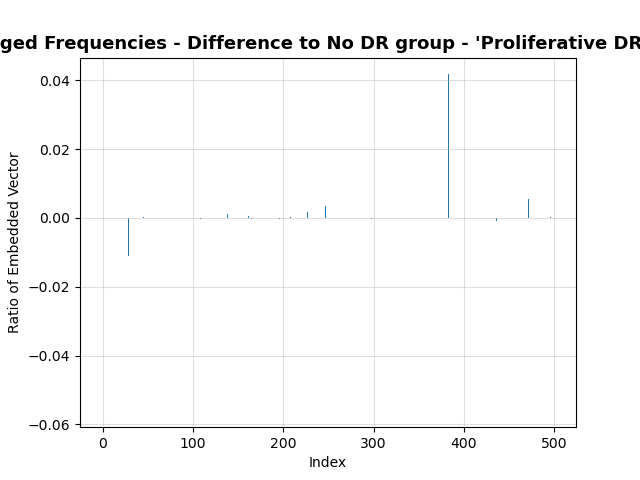 ged Frequencies - Difference to No DR group - 'Proliferative DR
0.04
0.02
0.00
−0.02
−0.04
−0.06
Ratio of Embedded Vector
0 100 200 300 400 500
Index